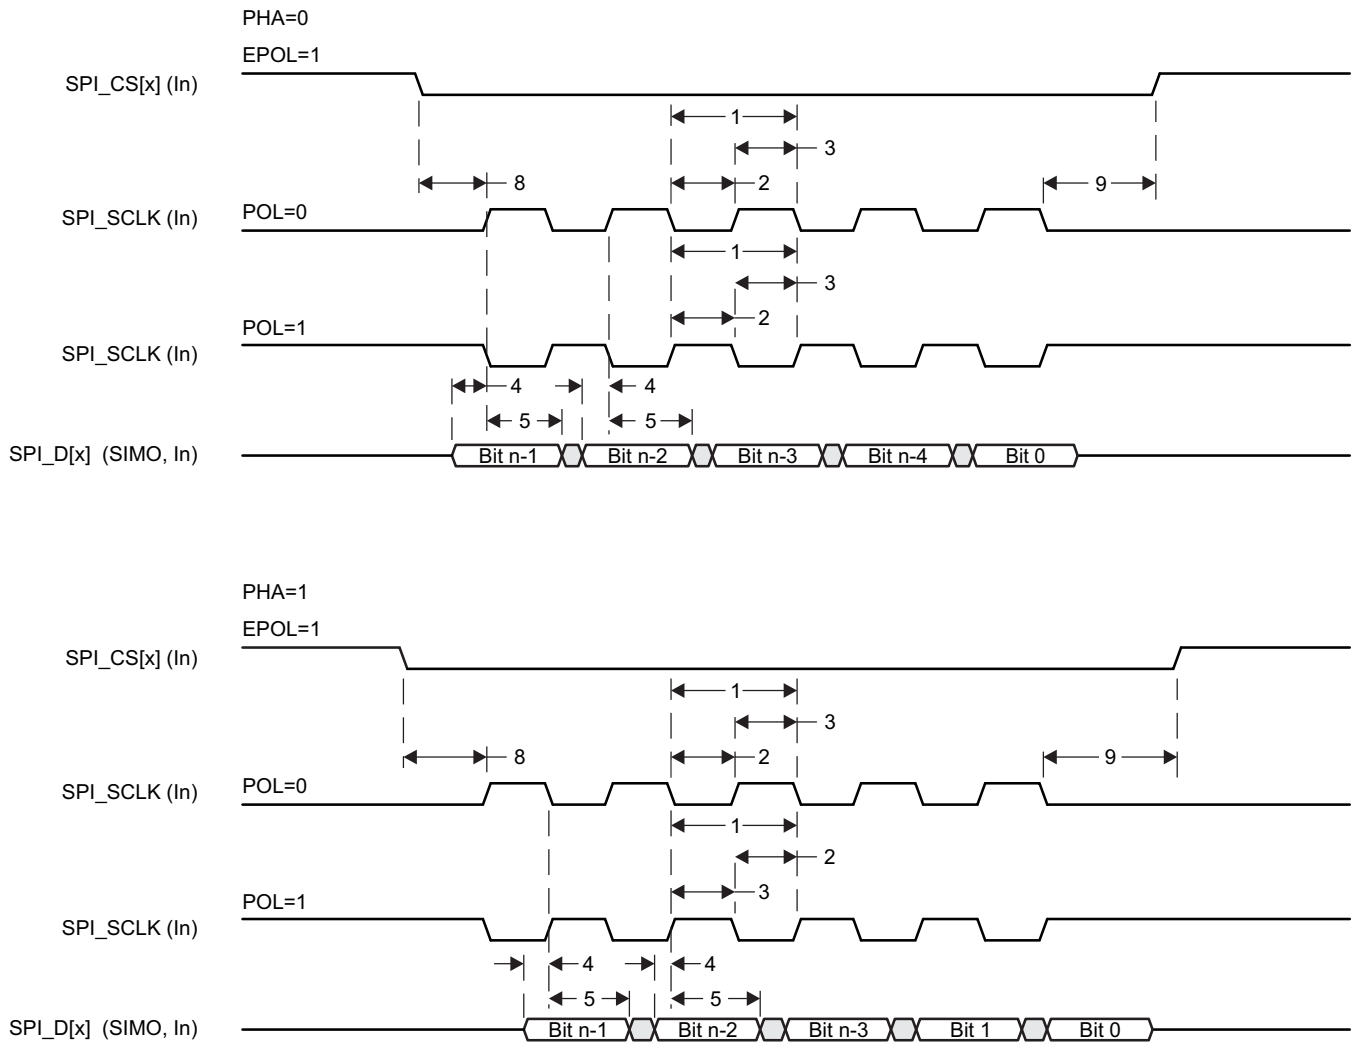 PHA=0
EPOL=1
SPI_CS[x] (In)
1
3
8 2 9
SPI_SCLK (In) POL=0
1
3
2
POL=1
SPI_SCLK (In)
4 4
5 5
SPI_D[x] (SIMO, In) Bit n-1 Bit n-2 Bit n-3 Bit n-4 Bit 0
PHA=1
EPOL=1
SPI_CS[x] (In)
1
3
8 2 9
SPI_SCLK (In) POL=0
1
2
3
POL=1
SPI_SCLK (In)
4 4
5 5
SPI_D[x] (SIMO, In) Bit n-1 Bit n-2 Bit n-3 Bit 1 Bit 0